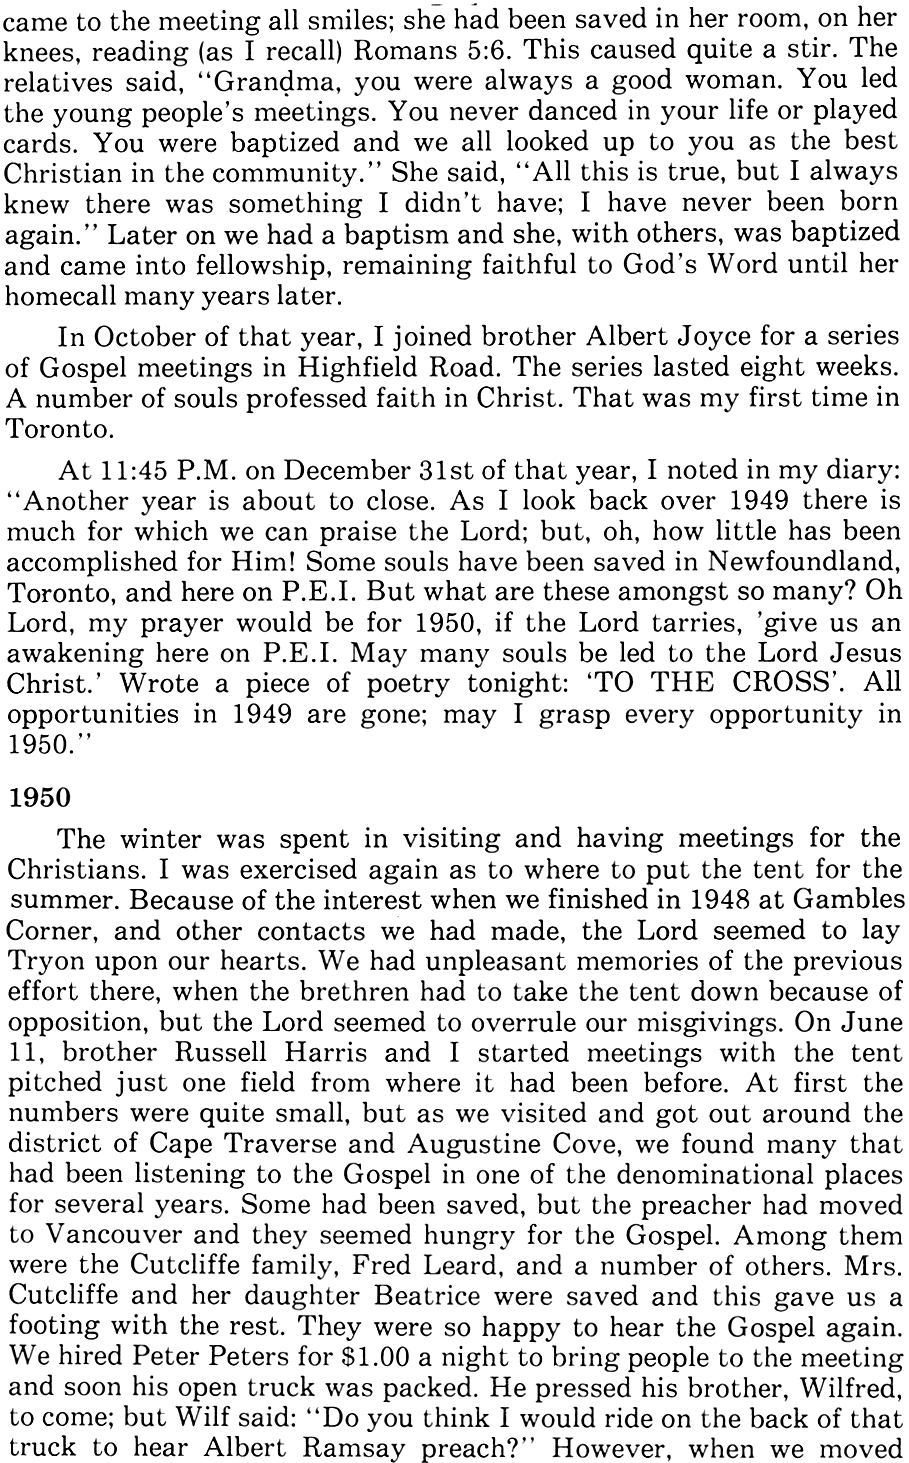 came to the meeting all smiles; she had been saved in her room, on her
knees, reading (as I recall) Romans 5:6. This caused quite a stir. The
relatives said, "Grandma, you were always a good woman. You led
the young people's meetings. You never danced in your life or played
cards. You were baptized and we all looked up to you as the best
Christian in the community." She said, "All this is true, but I always
knew there was something I didn't have; I have never been born
again." Later on we had a baptism and she, with others, was baptized
and came into fellowship, remaining faithful to God's Word until her
homecall many years later.
In October of that year, I joined brother Albert Joyce for a series
of Gospel meetings in Highfield Road. The series lasted eight weeks.
A number of souls professed faith in Christ. That was my first time in
Toronto.
At 11:45 P.M. on December 31st of that year, I noted in my diary:
"Another year is about to close. As I look back over 1949 there is
much for which we can praise the Lord; but, oh, how little has been
accomplished for Him! Some souls have been saved in Newfoundland,
Toronto, and here on P.E.I. But what are these amongst so many? Oh
Lord, my prayer would be for 1950, if the Lord tarries, 'give us an
awakening here on P.E.I. May many souls be led to the Lord Jesus
Christ.' Wrote a piece of poetry tonight: 'TO THE CROSS'. All
opportunities in 1949 are gone; may I grasp every opportunity in
1950."
1950
The winter was spent in visiting and having meetings for the
Christians. I was exercised again as to where to put the tent for the
summer. Because of the interest when we finished in 1948 at Gambles
Corner, and other contacts we had made, the Lord seemed to lay
Tryon upon our hearts. We had unpleasant memories of the previous
effort there, when the brethren had to take the tent down because of
opposition, but the Lord seemed to overrule our misgivings. On June
11, brother Russell Harris and I started meetings with the tent
pitched just one field from where it had been before. At first the
numbers were quite small, but as we visited and got out around the
district of Cape Traverse and Augustine Cove, we found many that
had been listening to the Gospel in one of the denominational places
for several years. Some had been saved, but the preacher had moved
to Vancouver and they seemed hungry for the Gospel. Among them
were the Cutcliffe family, Fred Leard, and a number of others. Mrs.
Cutcliffe and her daughter Beatrice were saved and this gave us a
footing with the rest. They were so happy to hear the Gospel again.
We hired Peter Peters for $1.00 a night to bring people to the meeting
and soon his open truck was packed. He pressed his brother, Wilfred,
to come; but Wilf said: "Do you think I would ride on the back of that
truck to hear Albert Ramsay preach?" However, when we moved